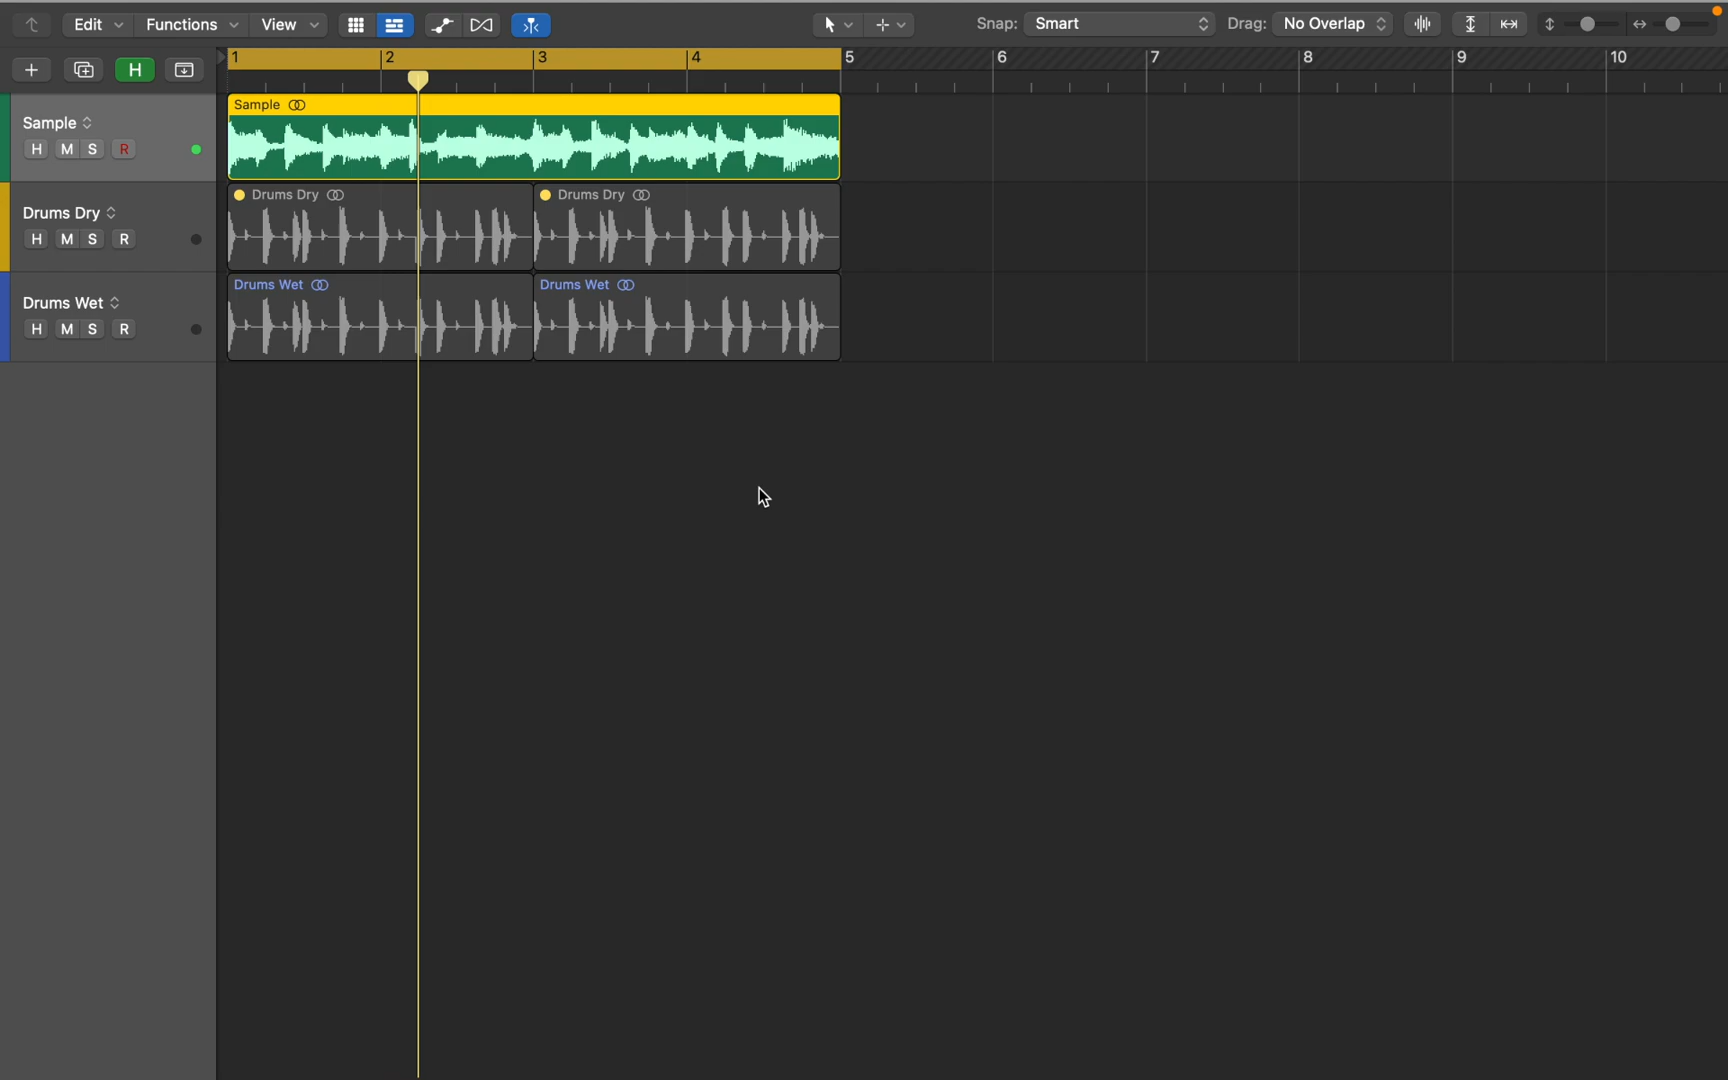 Edit Functions View Snap: Smart Drag: No Overlap
H 1 2 3 4 5 6 7 8 9 10
Sample
Sample
H M S R
Drums Dry Drums Dry
Drums Dry
H M S R
Drums Wet Drums Wet
Drums Wet
H M S R